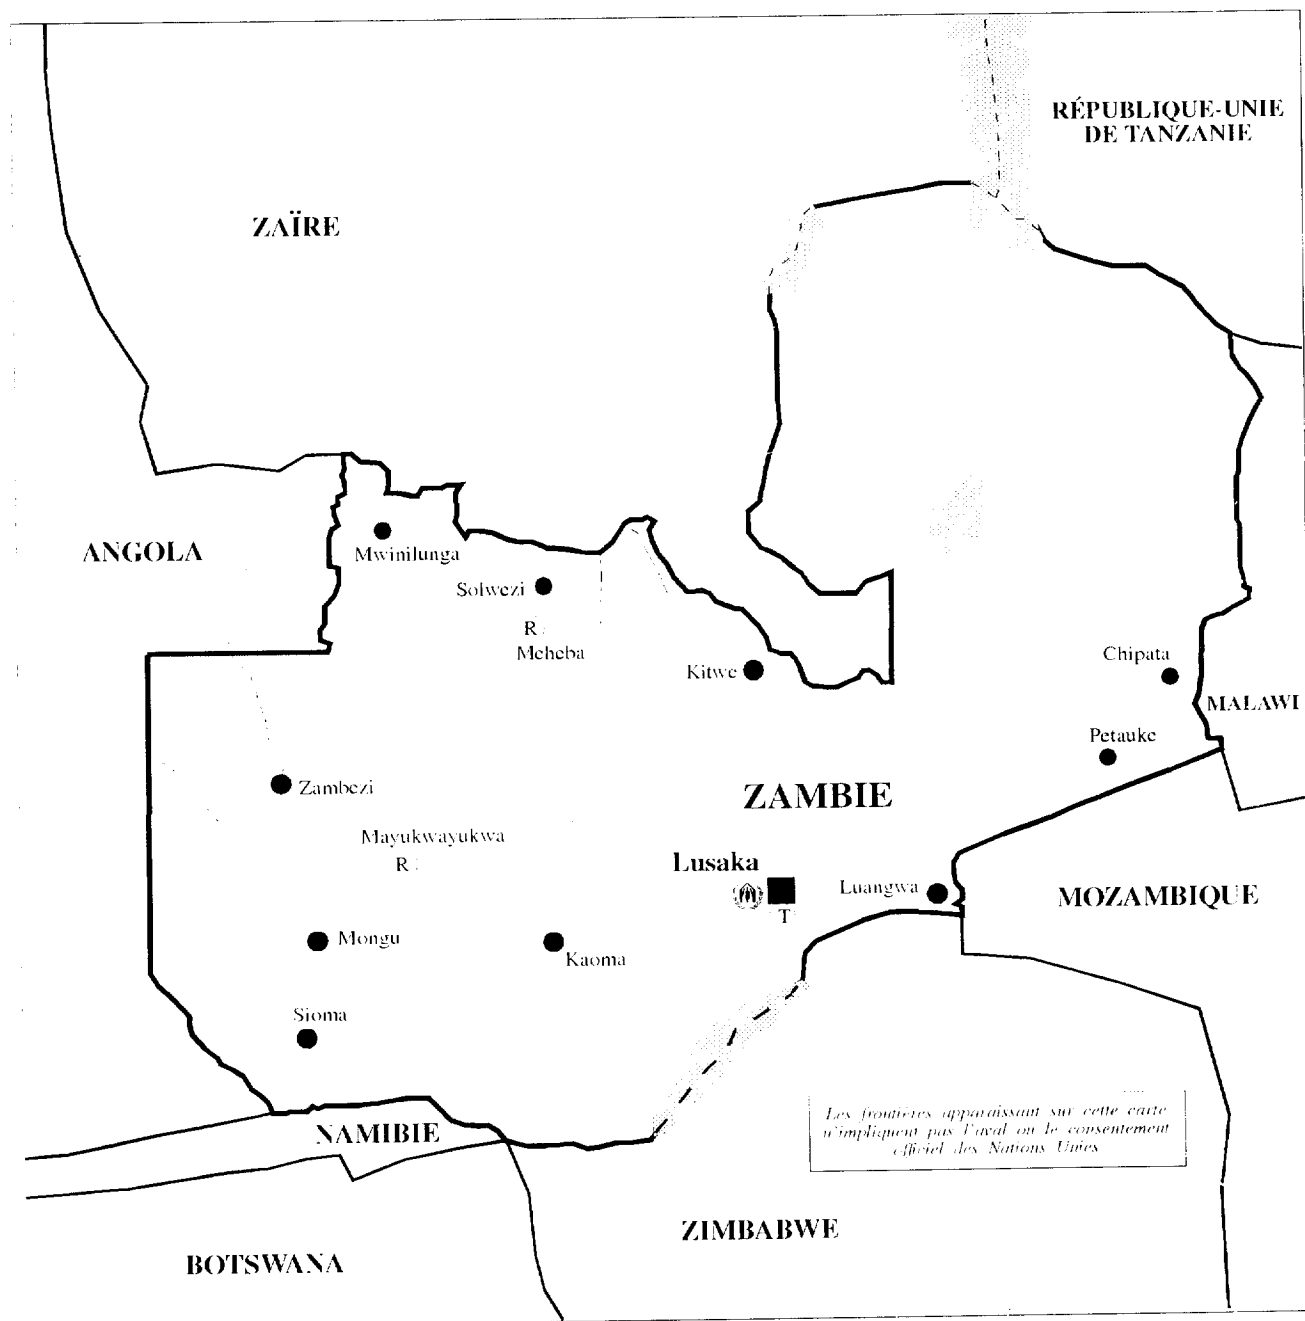 RÉPUBLIQUE-UNIE
DE TANZANIE
ZAÏRE
ANGOLA
Mwinilunga
Solwezi
R
Meheba
Kitwe
Chipata
MALAWI
Petauke
Zambezi
ZAMBIE
Mayukwayukwa
R
Lusaka
T
Luangwa
MOZAMBIQUE
Mongu
Kaoma
Sioma
NAMIBIE
Les frontières apparaissant sur cette carte
n'impliquent pas l'aval ou le consentement
officiel des Nations Unies
ZIMBABWE
BOTSWANA